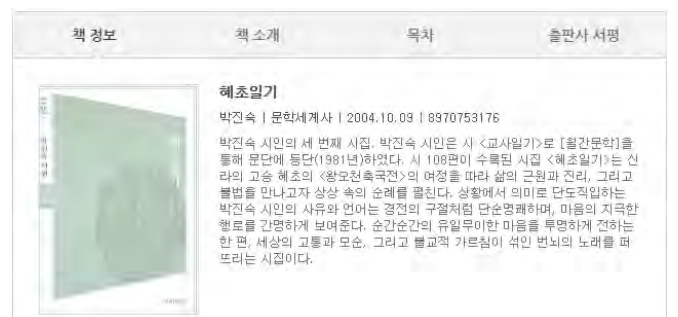 책 정보 책 소개 목차 출판사 서평
혜초일기
박진숙 | 문학세계사 | 2004.10.09 | 8970753176
박진숙 시인의 세 번째 시집. 박진숙 시인은 시 <교사일기>로 [월간문학]을
통해 문단에 등단(1981년)하였다. 시 108편이 수록된 시집 <혜초일기>는 신
라의 고승 혜초의 <왕오천축국전>의 여정을 따라 삶의 근원과 진리, 그리고
불법을 만나고자 상상 속의 순례를 펼친다. 상황에서 의미로 단도직입하는
박진숙 시인의 사유와 언어는 경전의 구절처럼 단순명쾌하며, 마음의 지극한
행로를 간명하게 보여준다. 순간순간의 유일무이한 마음을 투명하게 전하는
한 편, 세상의 고통과 모순, 그리고 불교적 가르침이 섞인 번뇌의 노래를 퍼
뜨리는 시집이다.